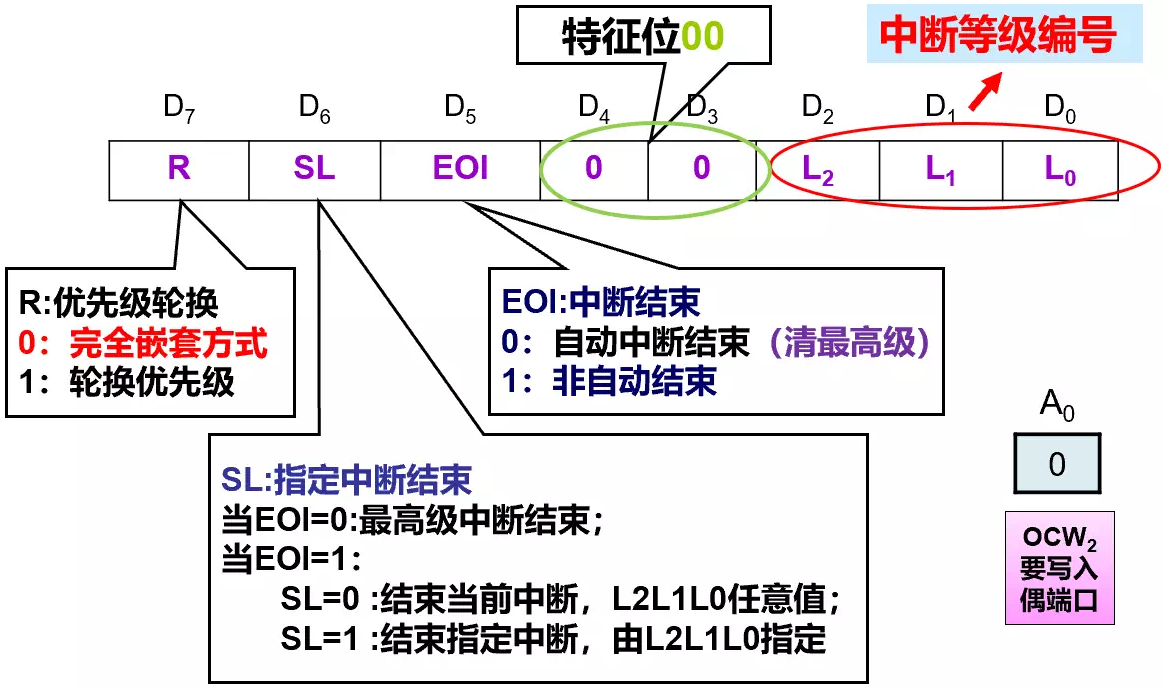 特征位00
中断等级编号
D7 D6 D5 D4 D3 D2 D1 D0
R SL EOI 0 0 L2 L1 L0
R:优先级轮换
0：完全嵌套方式
1：轮换优先级
EOI:中断结束
0：自动中断结束（清最高级）
1：非自动结束
SL:指定中断结束
当EOI=0:最高级中断结束；
当EOI=1：
SL=0 :结束当前中断，L2L1L0任意值；
SL=1 :结束指定中断，由L2L1L0指定
A0
0
OCW2
要写入
偶端口